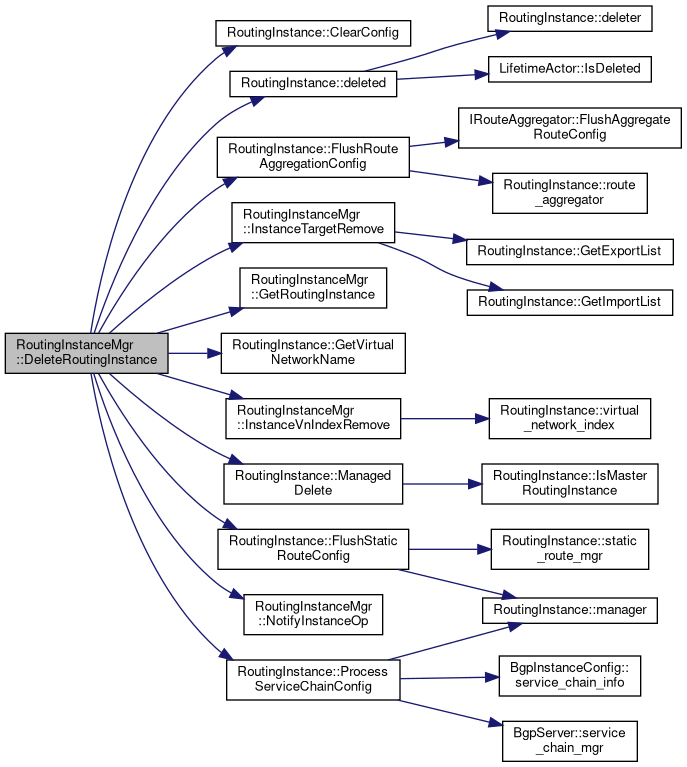 RoutingInstanceMgr
::DeleteRoutingInstance
RoutingInstance::ClearConfig
RoutingInstance::deleted
RoutingInstance::deleter
LifetimeActor::IsDeleted
RoutingInstance::FlushRoute
AggregationConfig
IRouteAggregator::FlushAggregate
RouteConfig
RoutingInstance::route
_aggregator
RoutingInstanceMgr
::InstanceTargetRemove
RoutingInstance::GetExportList
RoutingInstance::GetImportList
RoutingInstanceMgr
::GetRoutingInstance
RoutingInstance::GetVirtual
NetworkName
RoutingInstanceMgr
::InstanceVnIndexRemove
RoutingInstance::virtual
_network_index
RoutingInstance::Managed
Delete
RoutingInstance::IsMaster
RoutingInstance
RoutingInstance::FlushStatic
RouteConfig
RoutingInstance::static
_route_mgr
RoutingInstance::manager
RoutingInstanceMgr
::NotifyInstanceOp
RoutingInstance::Process
ServiceChainConfig
BgpInstanceConfig::
service_chain_info
BgpServer::service
_chain_mgr